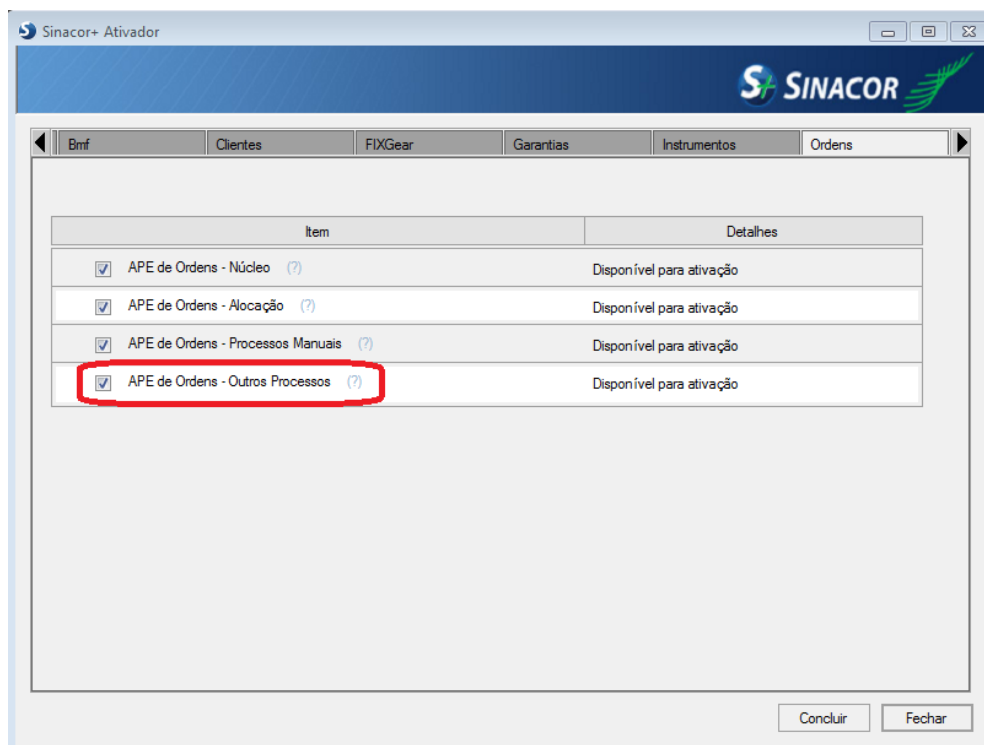 Sinacor+ Ativador
S+ SINACOR
Bmf Clientes FIXGear Garantias Instrumentos Ordens
Item Detalhes
APE de Ordens - Núcleo (?) Disponível para ativação
APE de Ordens - Alocação (?) Disponível para ativação
APE de Ordens - Processos Manuais (?) Disponível para ativação
APE de Ordens - Outros Processos (?) Disponível para ativação
Concluir Fechar